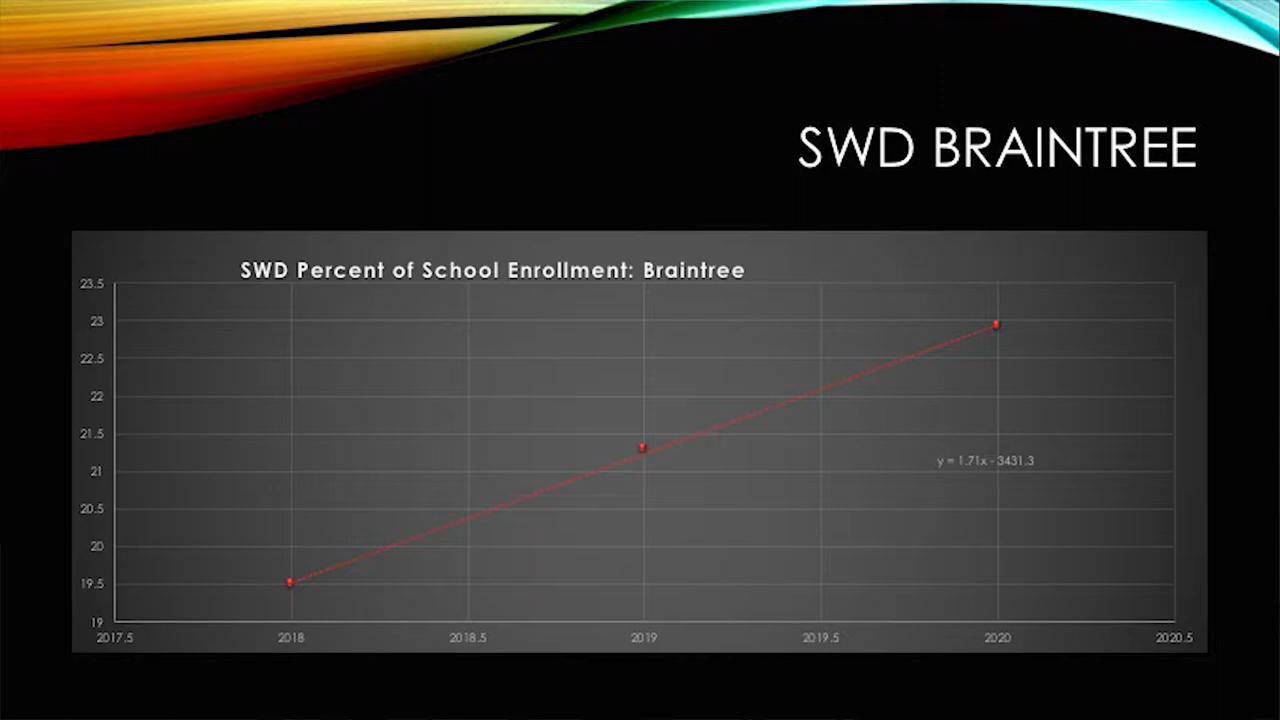 SWD BRAINTREE
SWD Percent of School Enrollment: Braintree
23.5
23
22.5
22
21.5
21
20.5
20
19.5
19
y = 1.71x - 3431.3
2017.5 2018 2018.5 2019 2019.5 2020 2020.5